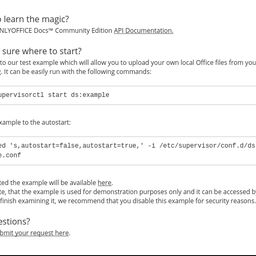 learn the magic?
NLYOFFICE Docs™ Community Edition API Documentation.
sure where to start?
to our test example which will allow you to upload your own local Office files from you
. It can be easily run with the following commands:
upervisorctl start ds:example
xample to the autostart:
ed 's,autostart=false,autostart=true,' -i /etc/supervisor/conf.d/ds
e.conf
ted the example will be available here.
te, that the example is used for demonstration purposes only and it can be accessed by
finish examining it, we recommend that you disable this example for security reasons.
estions?
bmit your request here.